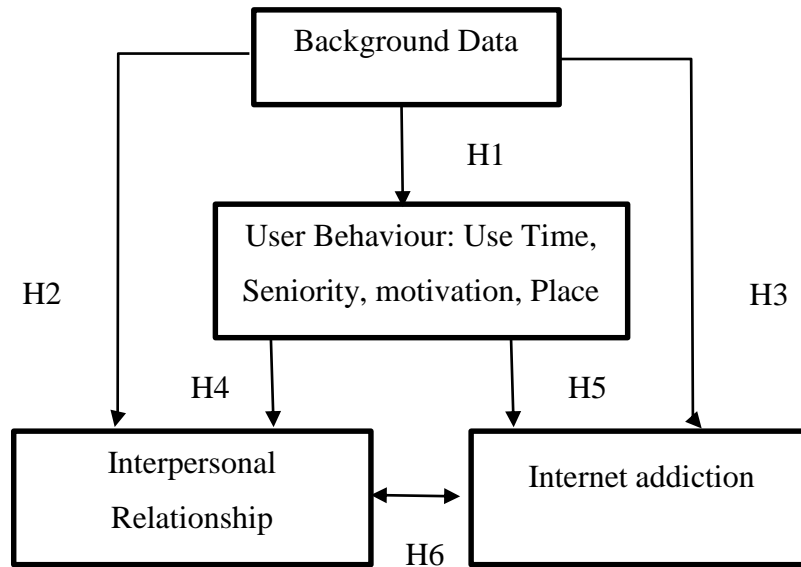 Background Data
H1
User Behaviour: Use Time,
Seniority, motivation, Place
H2
H3
H4
H5
Interpersonal
Relationship
Internet addiction
H6